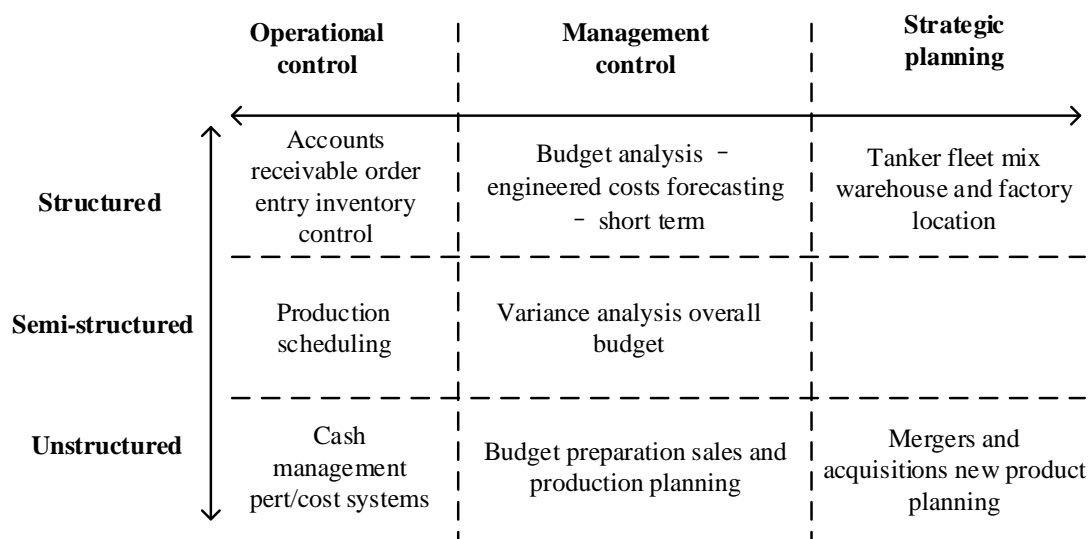 Operational
control
Management
control
Strategic
planning
Structured
Accounts
receivable order
entry inventory
control
Budget analysis –
engineered costs forecasting
– short term
Tanker fleet mix
warehouse and factory
location
Semi-structured
Production
scheduling
Variance analysis overall
budget
Unstructured
Cash
management
pert/cost systems
Budget preparation sales and
production planning
Mergers and
acquisitions new product
planning